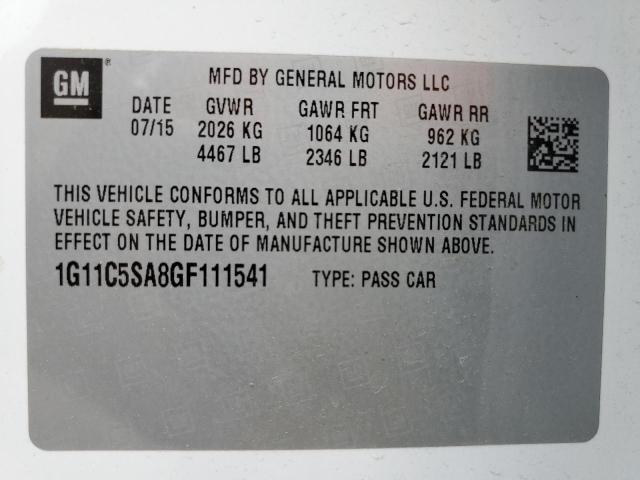 GM ®
MFD BY GENERAL MOTORS LLC
DATE GVWR GAWR FRT GAWR RR
07/15 2026 KG 1064 KG 962 KG
4467 LB 2346 LB 2121 LB
THIS VEHICLE CONFORMS TO ALL APPLICABLE U.S. FEDERAL MOTOR
VEHICLE SAFETY, BUMPER, AND THEFT PREVENTION STANDARDS IN
EFFECT ON THE DATE OF MANUFACTURE SHOWN ABOVE.
1G11C5SA8GF111541 TYPE: PASS CAR